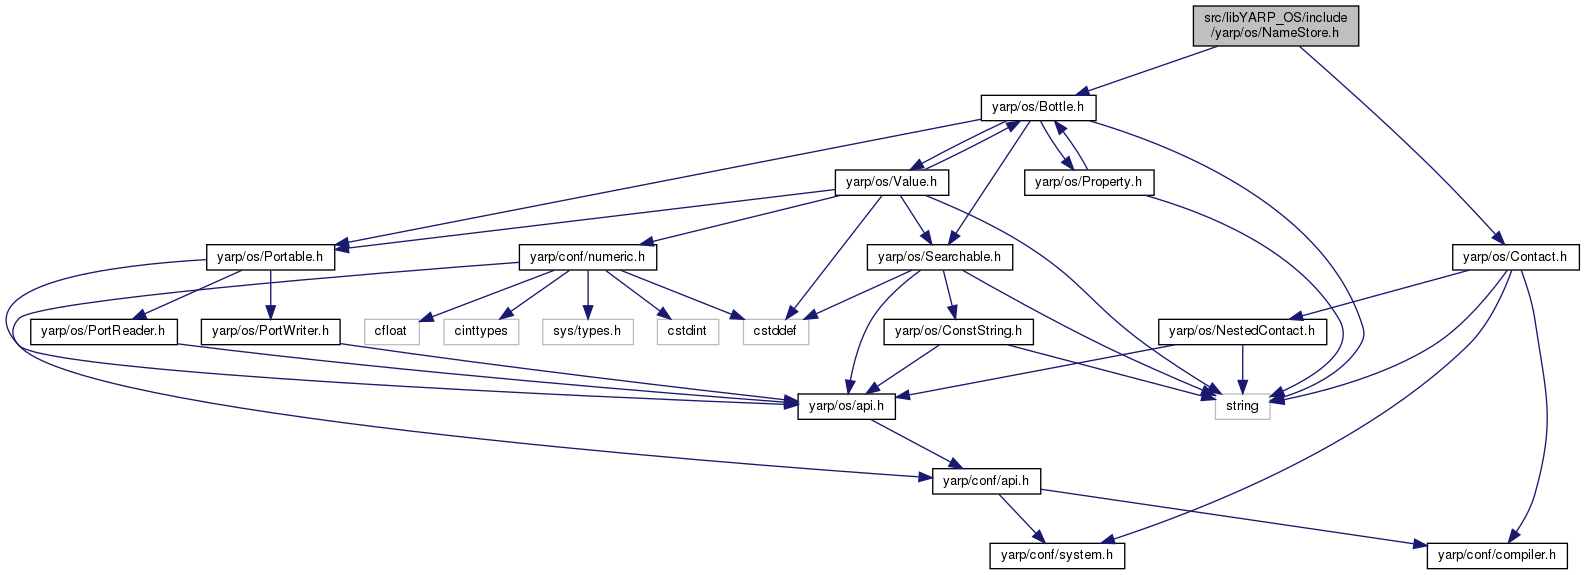 src/libYARP_OS/include
/yarp/os/NameStore.h
yarp/os/Bottle.h
yarp/os/Value.h
yarp/os/Property.h
yarp/os/Portable.h
yarp/conf/numeric.h
yarp/os/Searchable.h
yarp/os/Contact.h
yarp/os/PortReader.h
yarp/os/PortWriter.h
cfloat
cinttypes
sys/types.h
cstdint
cstddef
yarp/os/ConstString.h
yarp/os/NestedContact.h
yarp/os/api.h
string
yarp/conf/api.h
yarp/conf/system.h
yarp/conf/compiler.h